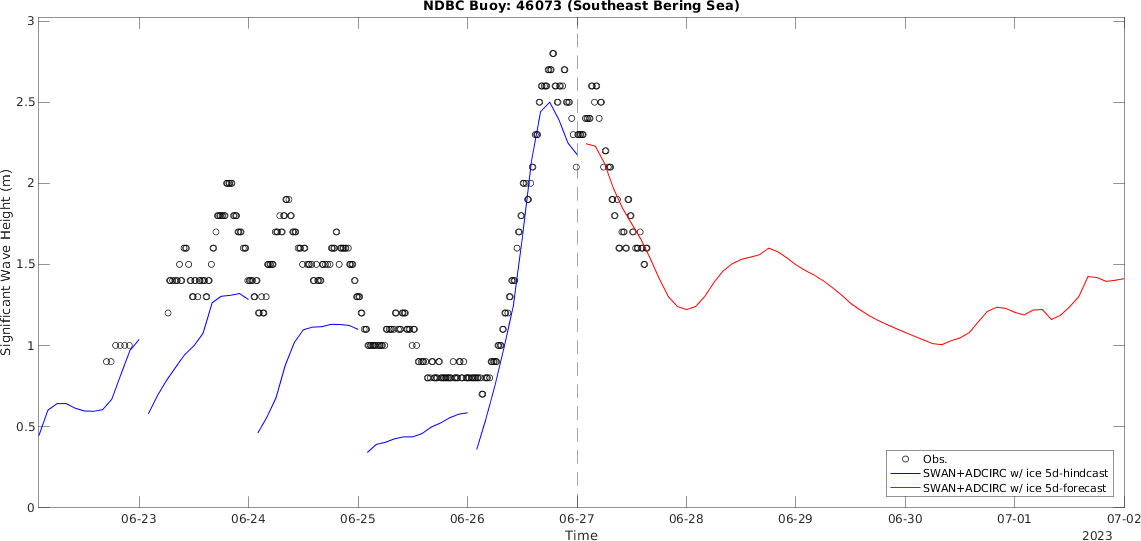 NDBC Buoy: 46073 (Southeast Bering Sea)
Significant Wave Height (m)
3
2.5
2
1.5
1
0.5
0
Obs.
SWAN+ADCIRC w/ ice 5d-hindcast
SWAN+ADCIRC w/ ice 5d-forecast
06-23 06-24 06-25 06-26 06-27 06-28 06-29 06-30 07-01 07-02
Time
2023